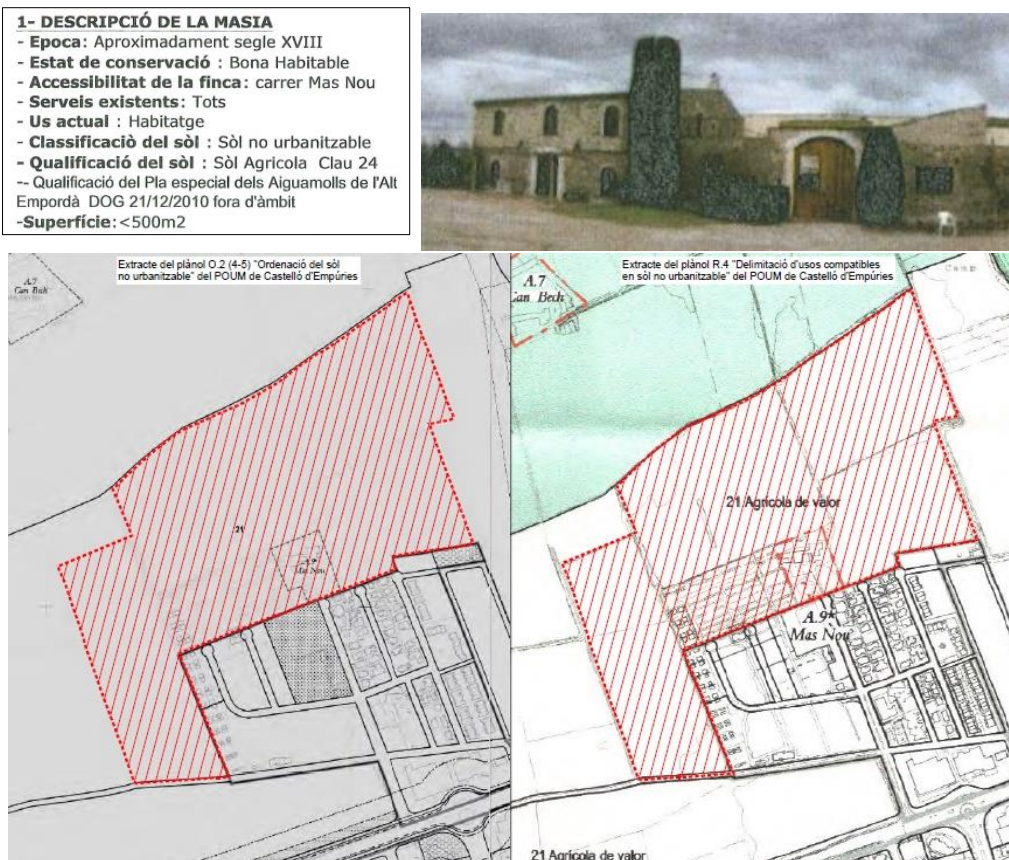 1- DESCRIPCIÓ DE LA MASIA
- Epoca: Aproximadament segle XVIII
- Estat de conservació : Bona Habitable
- Accessibilitat de la finca: carrer Mas Nou
- Serveis existents: Tots
- Us actual : Habitatge
- Classificació del sòl : Sòl no urbanitzable
- Qualificació del sòl : Sòl Agricola Clau 24
-- Qualificació del Pla especial dels Aiguamolls de l'Alt
Empordà DOG 21/12/2010 fora d'àmbit
-Superfície:<500m2
Extracte del plànol O.2 (4-5) "Ordenació del sòl
no urbanitzable" del POUM de Castelló d'Empúries
A.7
Can Bech
21
A.9*
Mas Nou
Extracte del plànol R.4 "Delimitació d'usos compatibles
en sòl no urbanitzable" del POUM de Castelló d'Empúries
Camp
A.7
Can Bech
21 Agrícola de valor
A.9*
Mas Nou
21 Agrícola de valor